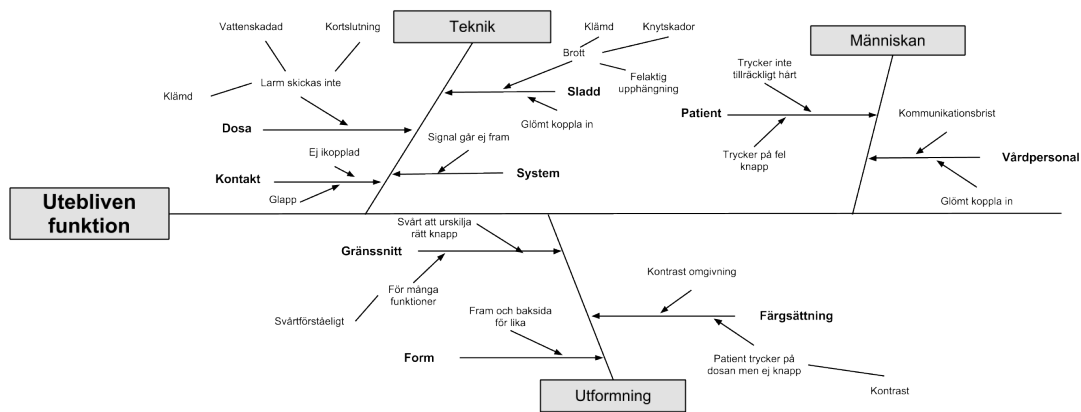 Teknik
Vattenskadad
Kortslutning
Klämd
Larm skickas inte
Dosa
Klämd
Knytskador
Brott
Felaktig
upphängning
Sladd
Glömt koppla in
Ej ikopplad
Kontakt
Glapp
Signal går ej fram
System
Människan
Trycker inte
tillräckligt hårt
Patient
Trycker på fel
knapp
Kommunikationsbrist
Vårdpersonal
Glömt koppla in
Utebliven
funktion
Svårt att urskilja
rätt knapp
Gränssnitt
För många
funktioner
Svårtförståeligt
Fram och baksida
för lika
Form
Kontrast omgivning
Färgsättning
Patient trycker på
dosan men ej knapp
Kontrast
Utformning